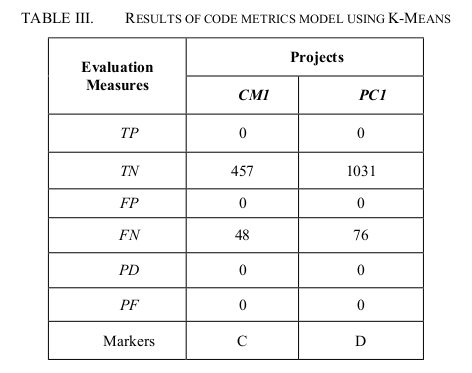 TABLE III. RESULTS OF CODE METRICS MODEL USING K-MEANS
Evaluation Measures Projects
CM1 PC1
TP 0 0
TN 457 1031
FP 0 0
FN 48 76
PD 0 0
PF 0 0
Markers C D